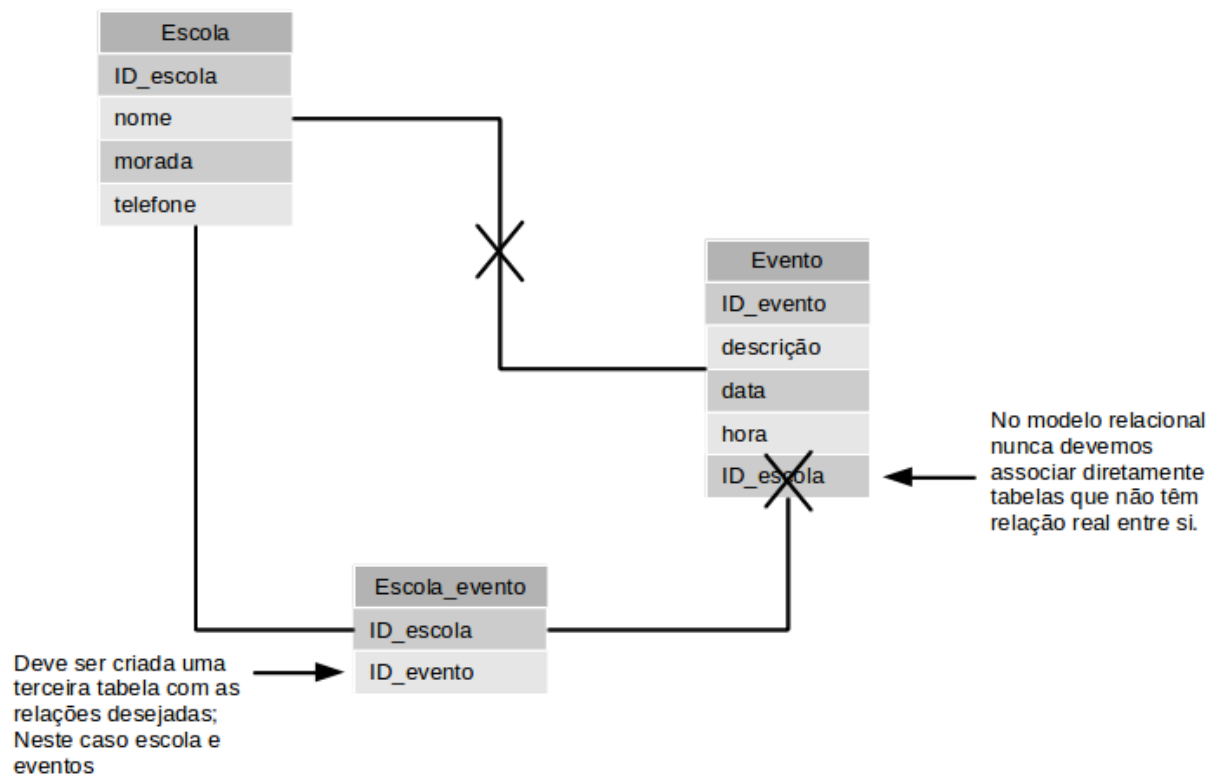 Escola
ID_escola
nome
morada
telefone
Evento
ID_evento
descrição
data
hora
ID_escola
No modelo relacional
nunca devemos
associar diretamente
tabelas que não têm
relação real entre si.
Escola_evento
ID_escola
ID_evento
Deve ser criada uma
terceira tabela com as
relações desejadas;
Neste caso escola e
eventos